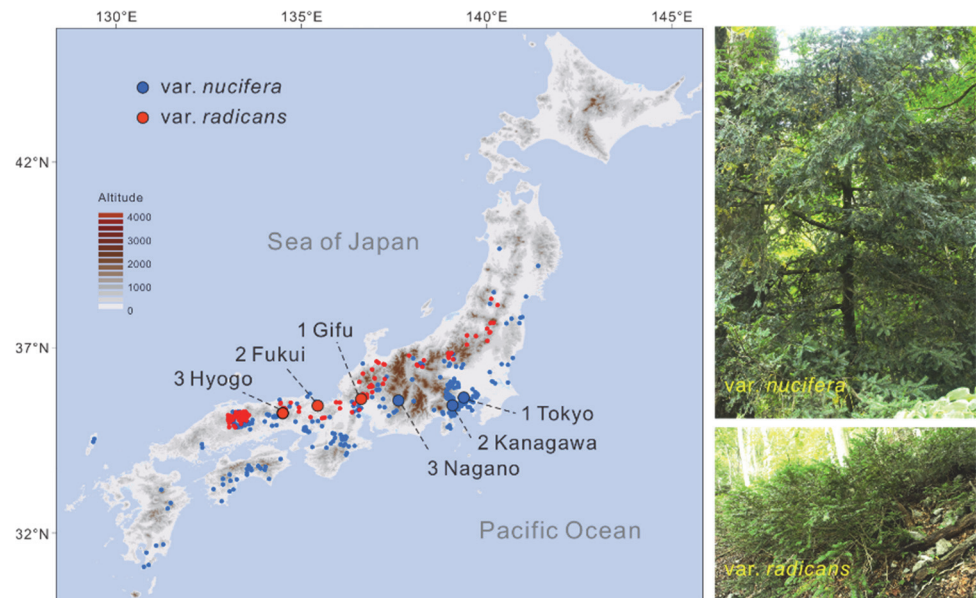 130°E 135°E 140°E 145°E
var. nucifera
var. radicans
42°N
Altitude
4000
3000
2000
1000
0
Sea of Japan
1 Gifu
37°N
2 Fukui
3 Hyogo
1 Tokyo
2 Kanagawa
3 Nagano
Pacific Ocean
32°N
var. nucifera
var. radicans